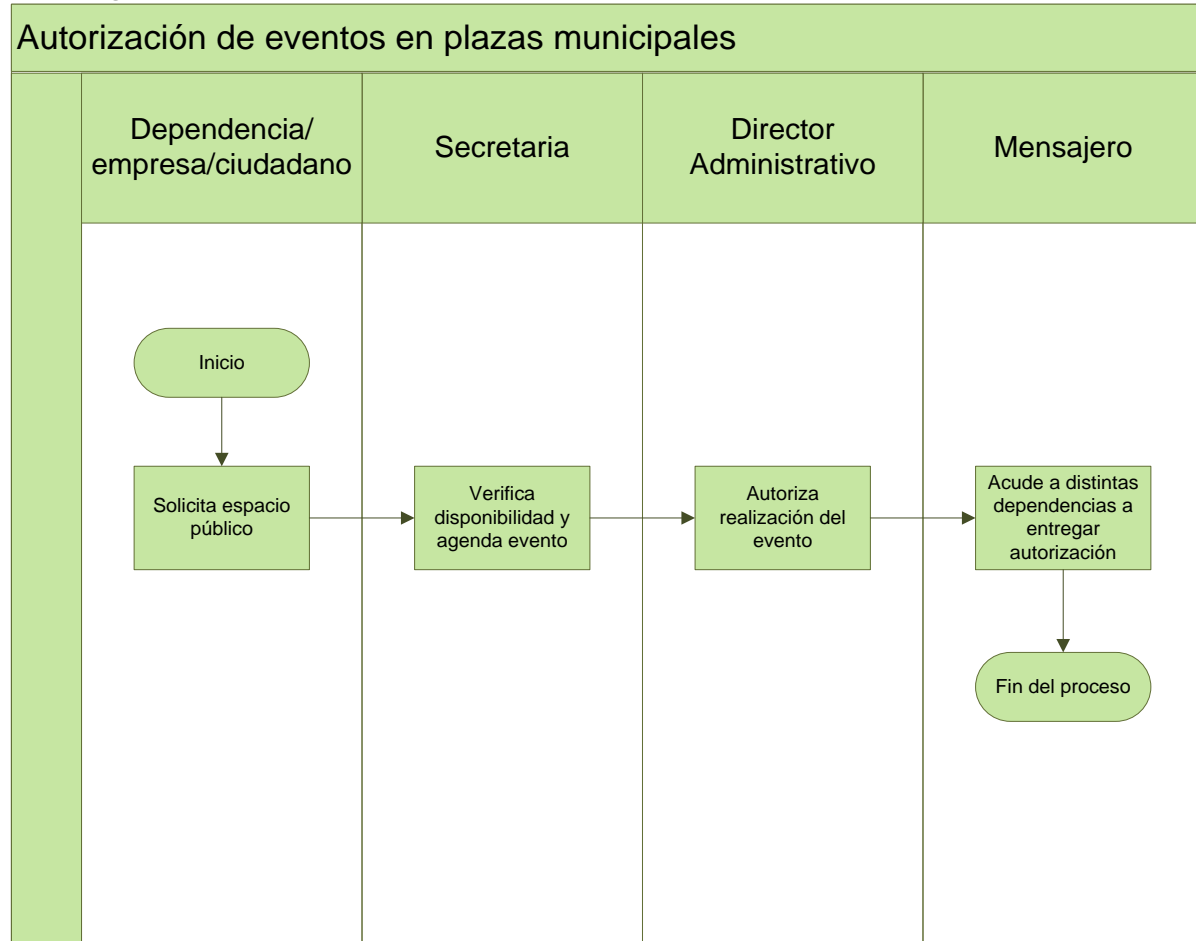 Autorización de eventos en plazas municipales
Dependencia/
empresa/ciudadano
Secretaria
Director
Administrativo
Mensajero
Inicio
Solicita espacio
público
Verifica
disponibilidad y
agenda evento
Autoriza
realización del
evento
Acude a distintas
dependencias a
entregar
autorización
Fin del proceso